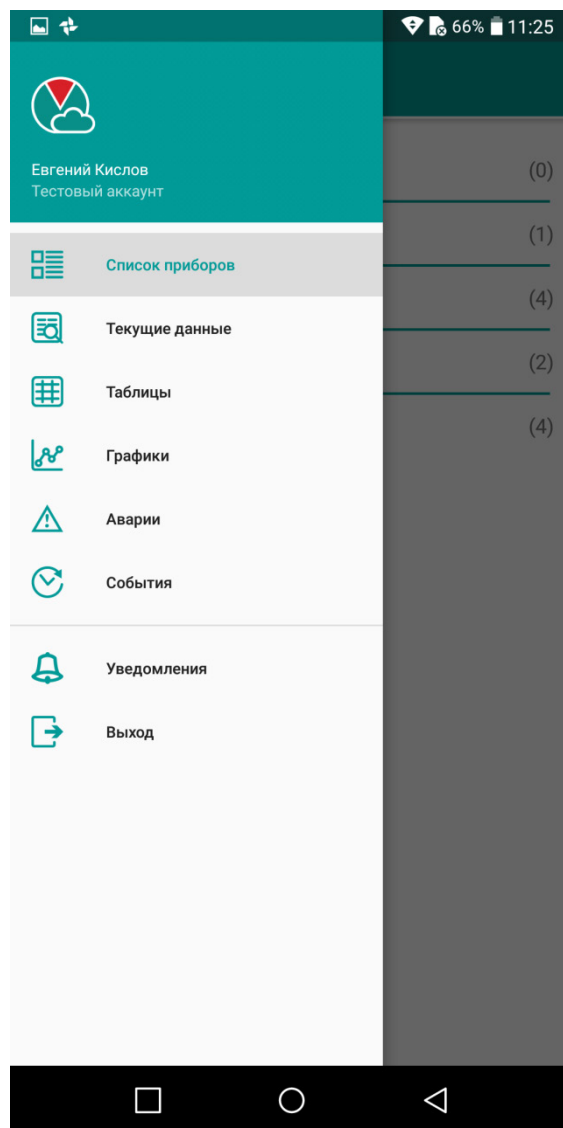 66% 11:25
Евгений Кислов
Тестовый аккаунт
(0)
(1)
Список приборов
(4)
Текущие данные
(2)
Таблицы
(4)
Графики
Аварии
События
Уведомления
Выход